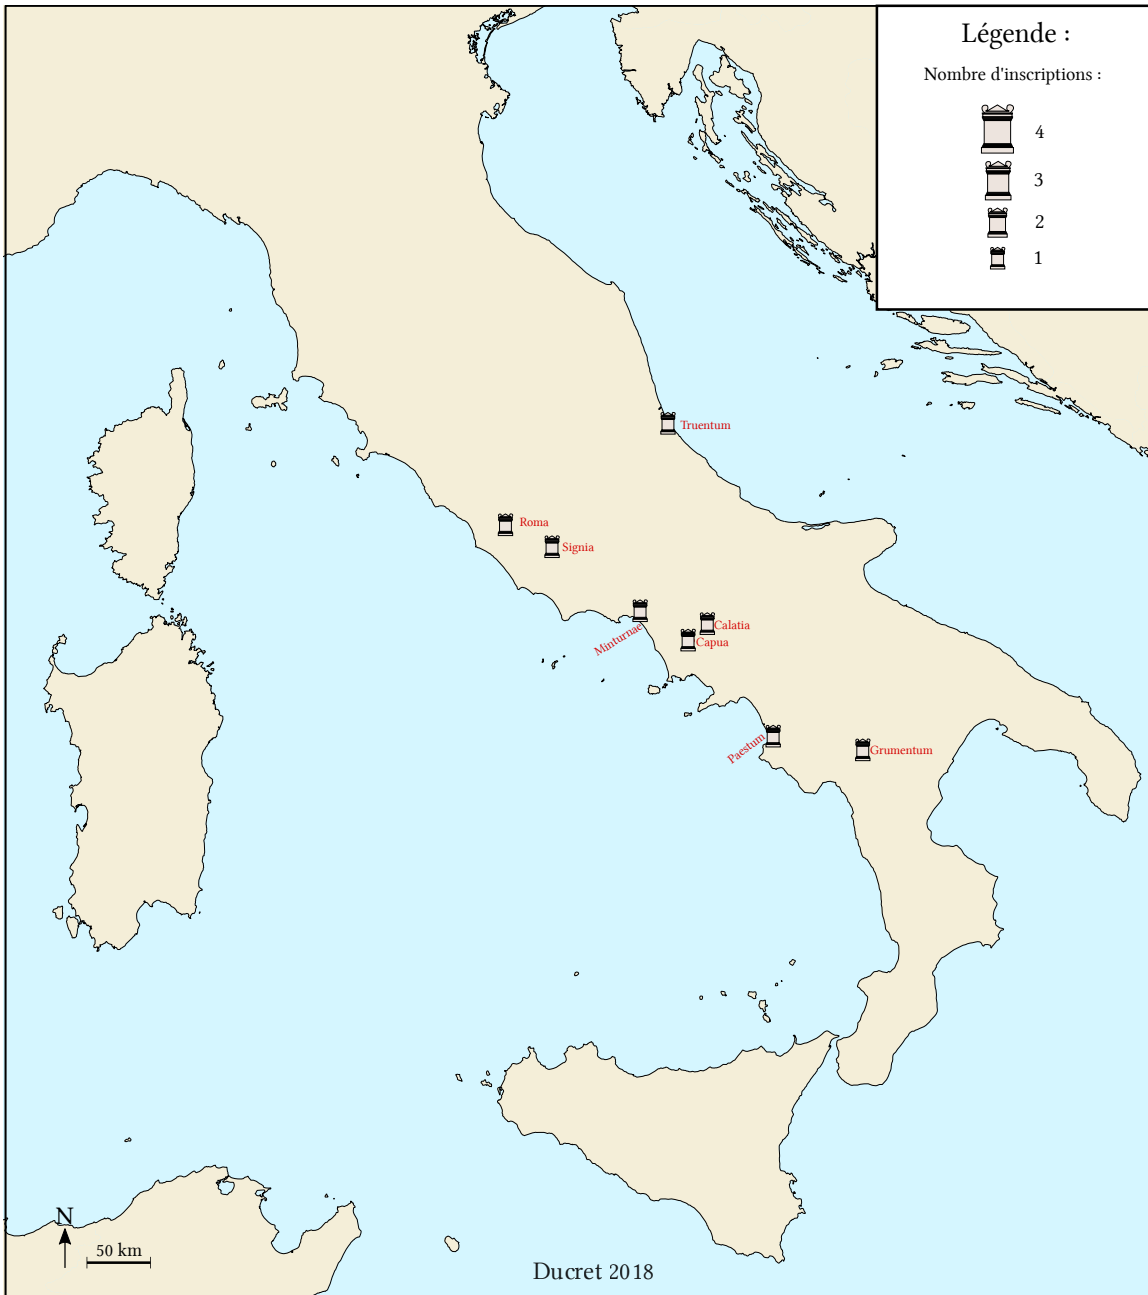 Légende :
Nombre d'inscriptions :
4
3
2
1
Truentum
Roma
Signia
Minturnae
Calatia
Capua
Paestum
Grumentum
N
50 km
Ducret 2018